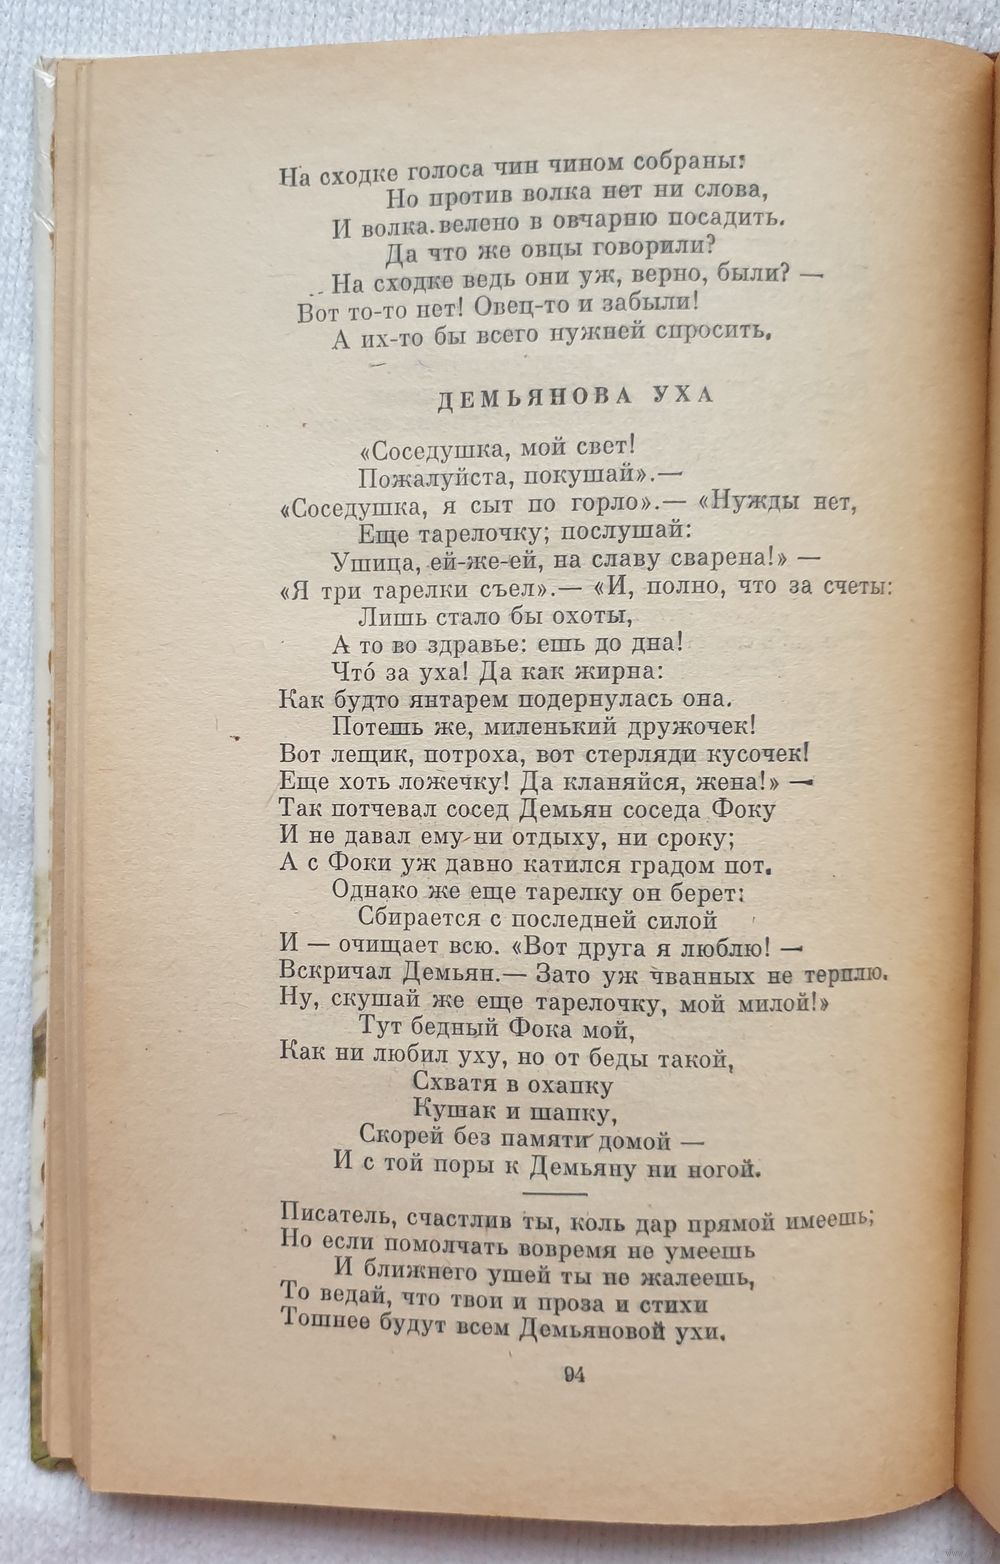 На сходке голоса чин чином собраны:
Но против волка нет ни слова,
И волка велено в овчарню посадить.
Да что же овцы говорили?
На сходке ведь они уж, верно, были? —
Вот то-то нет! Овец-то и забыли!
А их-то бы всего нужней спросить.
ДЕМЬЯНОВА УХА
«Соседушка, мой свет!
Пожалуйста, покушай».—
«Соседушка, я сыт по горло».— «Нужды нет,
Еще тарелочку; послушай:
Ушица, ей-же-ей, на славу сварена!» —
«Я три тарелки съел».— «И, полно, что за счеты:
Лишь стало бы охоты,
А то во здравье: ешь до дна!
Что́ за уха! Да как жирна:
Как будто янтарем подернулась она.
Потешь же, миленький дружочек!
Вот лещик, потроха, вот стерляди кусочек!
Еще хоть ложечку! Да кланяйся, жена!» —
Так потчевал сосед Демьян соседа Фоку
И не давал ему ни отдыху, ни сроку;
А с Фоки уж давно катился градом пот.
Однако же еще тарелку он берет:
Сбирается с последней силой
И — очищает всю. «Вот друга я люблю! —
Вскричал Демьян.— Зато уж чванных не терплю.
Ну, скушай же еще тарелочку, мой милой!»
Тут бедный Фока мой,
Как ни любил уху, но от беды такой,
Схватя в охапку
Кушак и шапку,
Скорей без памяти домой —
И с той поры к Демьяну ни ногой.
Писатель, счастлив ты, коль дар прямой имеешь;
Но если помолчать вовремя не умеешь
И ближнего ушей ты не жалеешь,
То ведай, что твои и проза и стихи
Тошнее будут всем Демьяновой ухи.
94